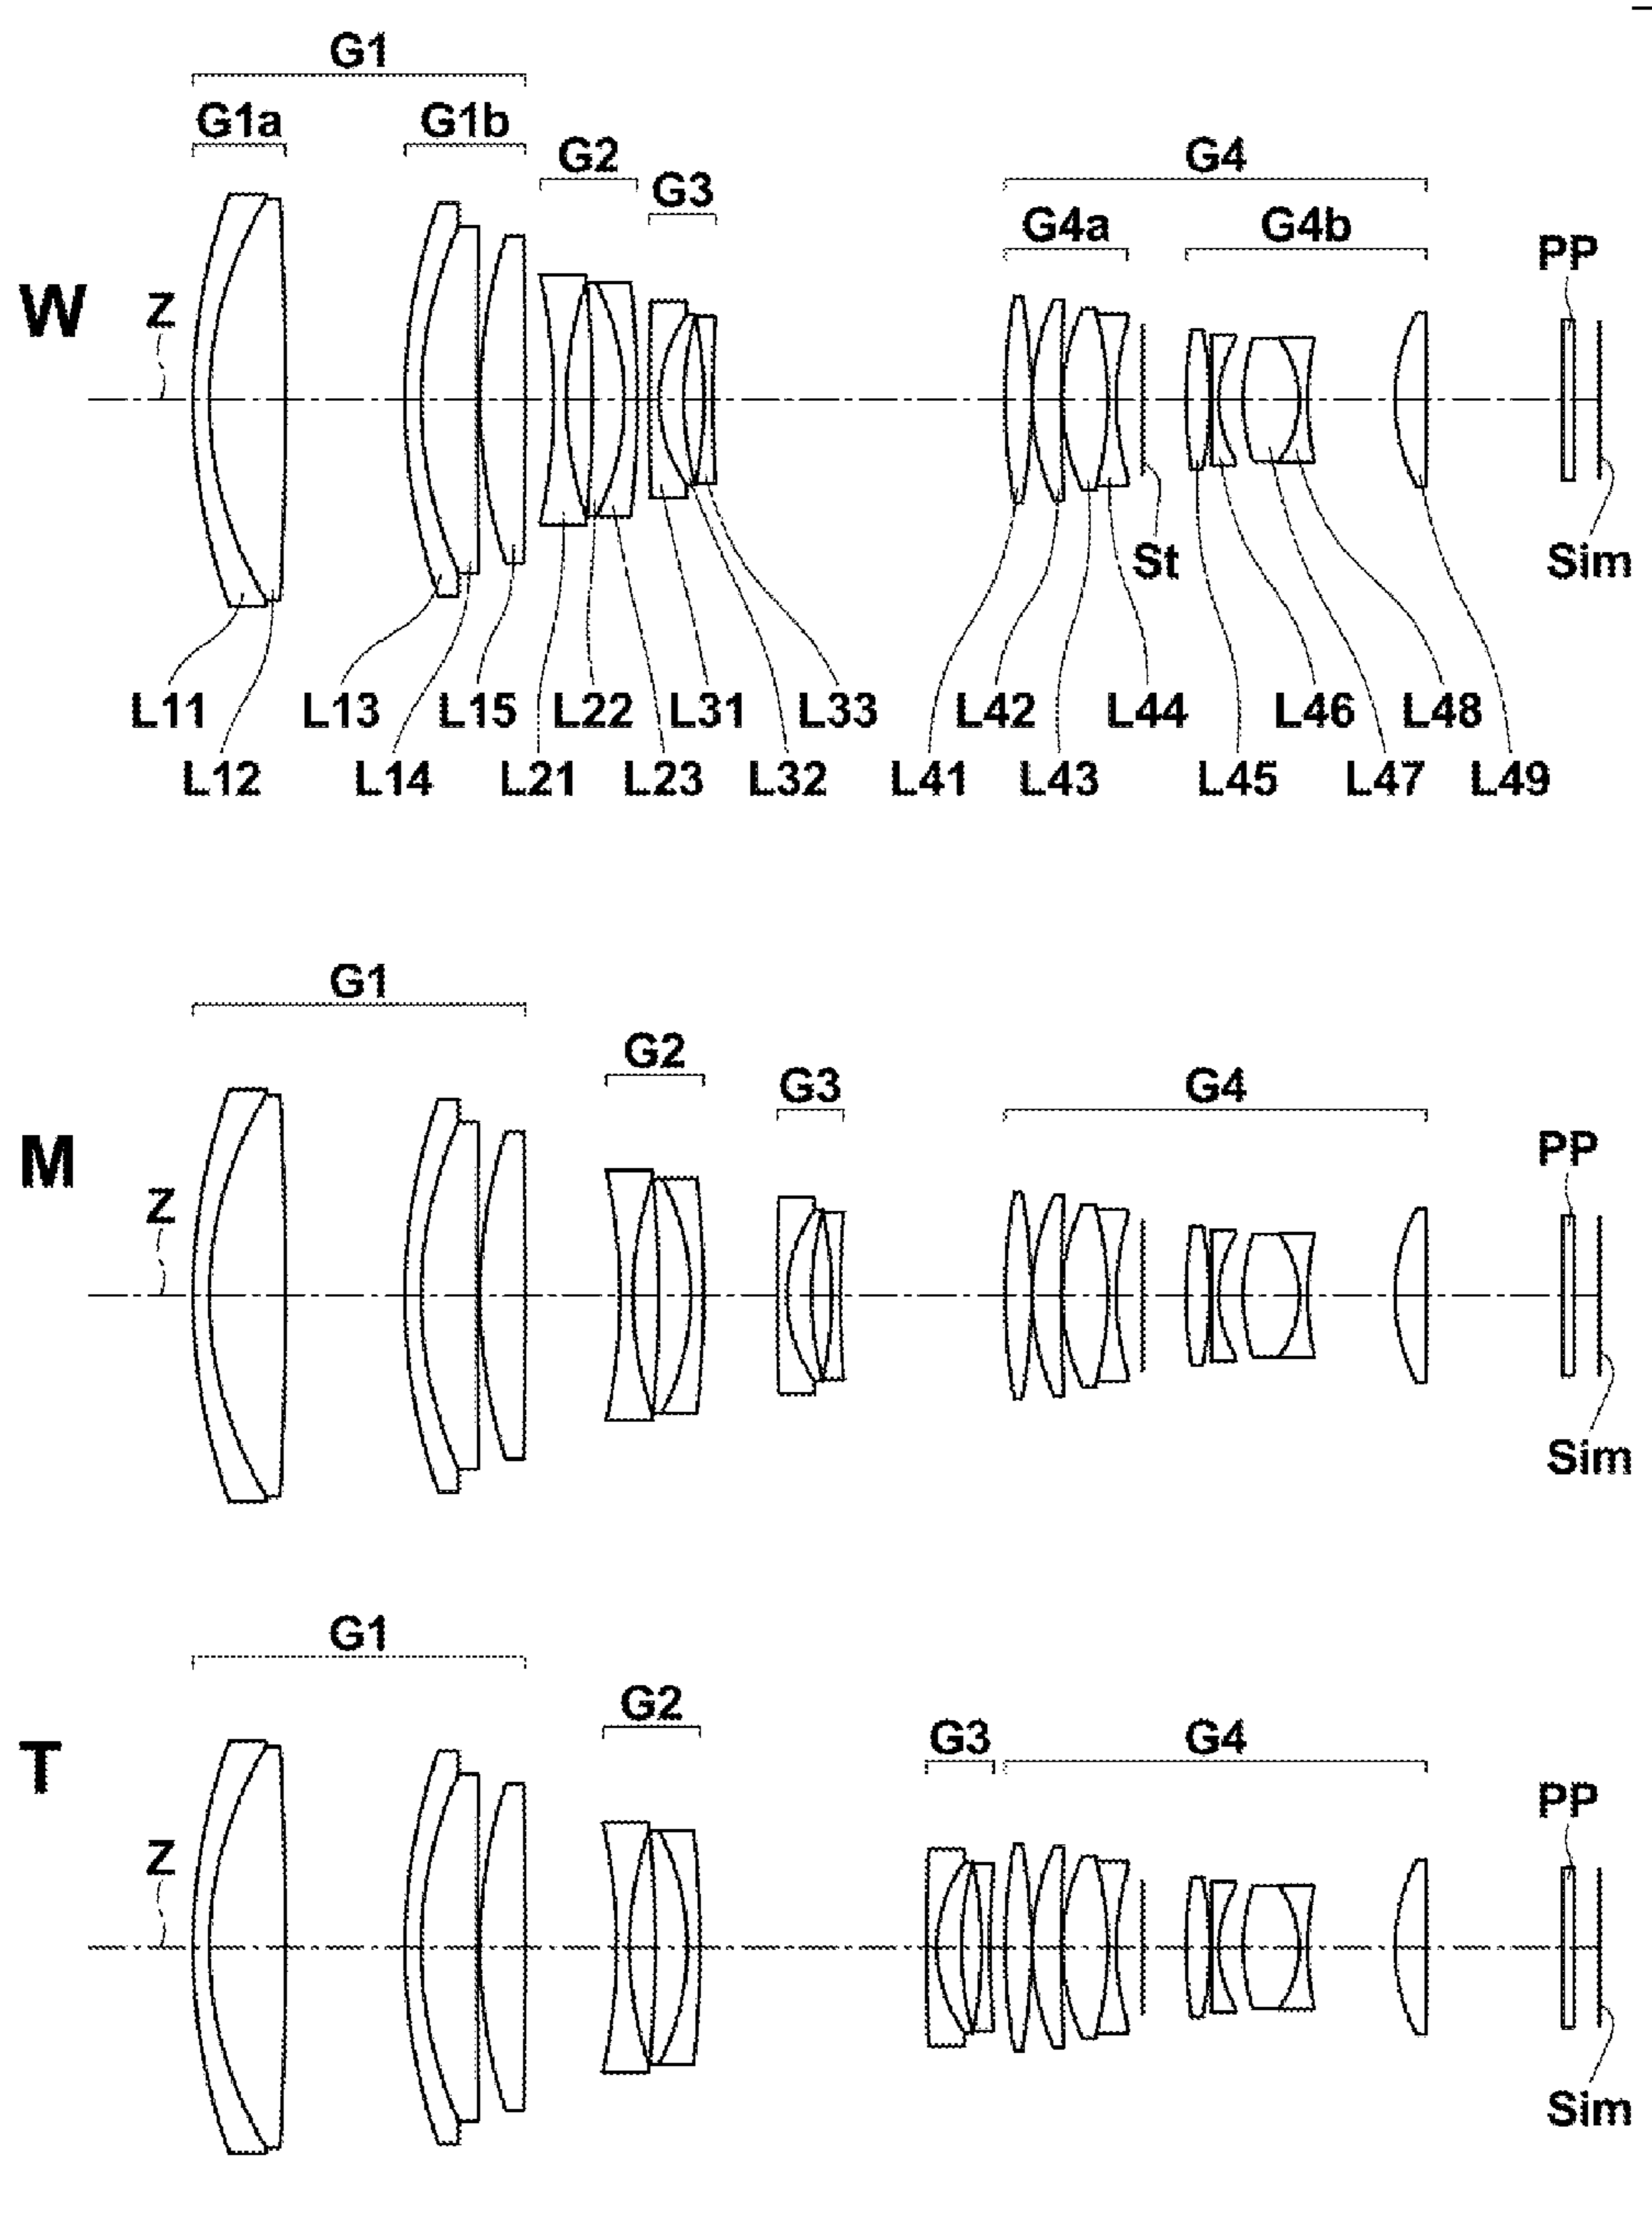 G1
G1a G1b
G2 G4
G3
G4a G4b
PP
W Z
St Sim
L11 L13 L15 L22 L31 L33 L42 L44 L46 L48
L12 L14 L21 L23 L32 L41 L43 L45 L47 L49
G1
G2
G3 G4
M PP
Z
Sim
G1
G2
G3 G4
T
PP
Z
Sim